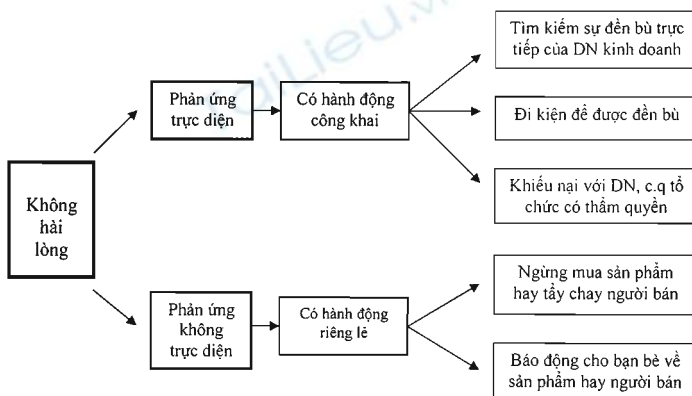 Tìm kiếm sự đền bù trực
tiếp của DN kinh doanh
Phản ứng
trực diện
Có hành động
công khai
Đi kiện để được đền bù
Khiếu nại với DN, c.q tổ
chức có thẩm quyền
Không
hài
lòng
Phản ứng
không
trực diện
Có hành động
riêng lẻ
Ngừng mua sản phẩm
hay tẩy chay người bán
Báo động cho bạn bè về
sản phẩm hay người bán